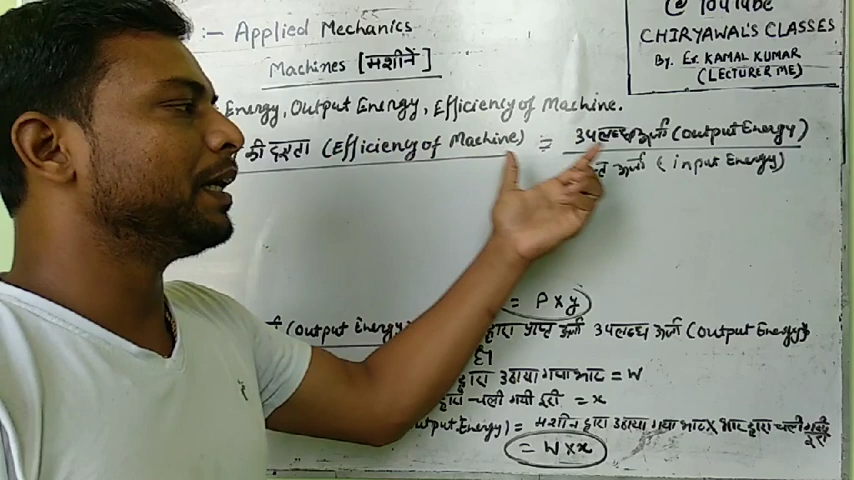 @ YouTube
CHIRYAWAL'S CLASSES
By. Er. KAMAL KUMAR
(LECTURER ME)
:- Applied Mechanics
Machines [मशीनें]
Energy, Output Energy, Efficiency of Machine.
की दक्षता (Efficiency of Machine) = उपलब्ध ऊर्जा (Output Energy)
ऊर्जा (input Energy)
= P x y
(Output Energy) द्वारा प्राप्त ऊर्जा उपलब्ध ऊर्जा (Output Energy)
है।
द्वारा उठाया गया भार = W
द्वारा चली गयी दूरी = x
Energy) = मशीन द्वारा उठाया गया भार X भार द्वारा चली गयी दूरी
= W x x